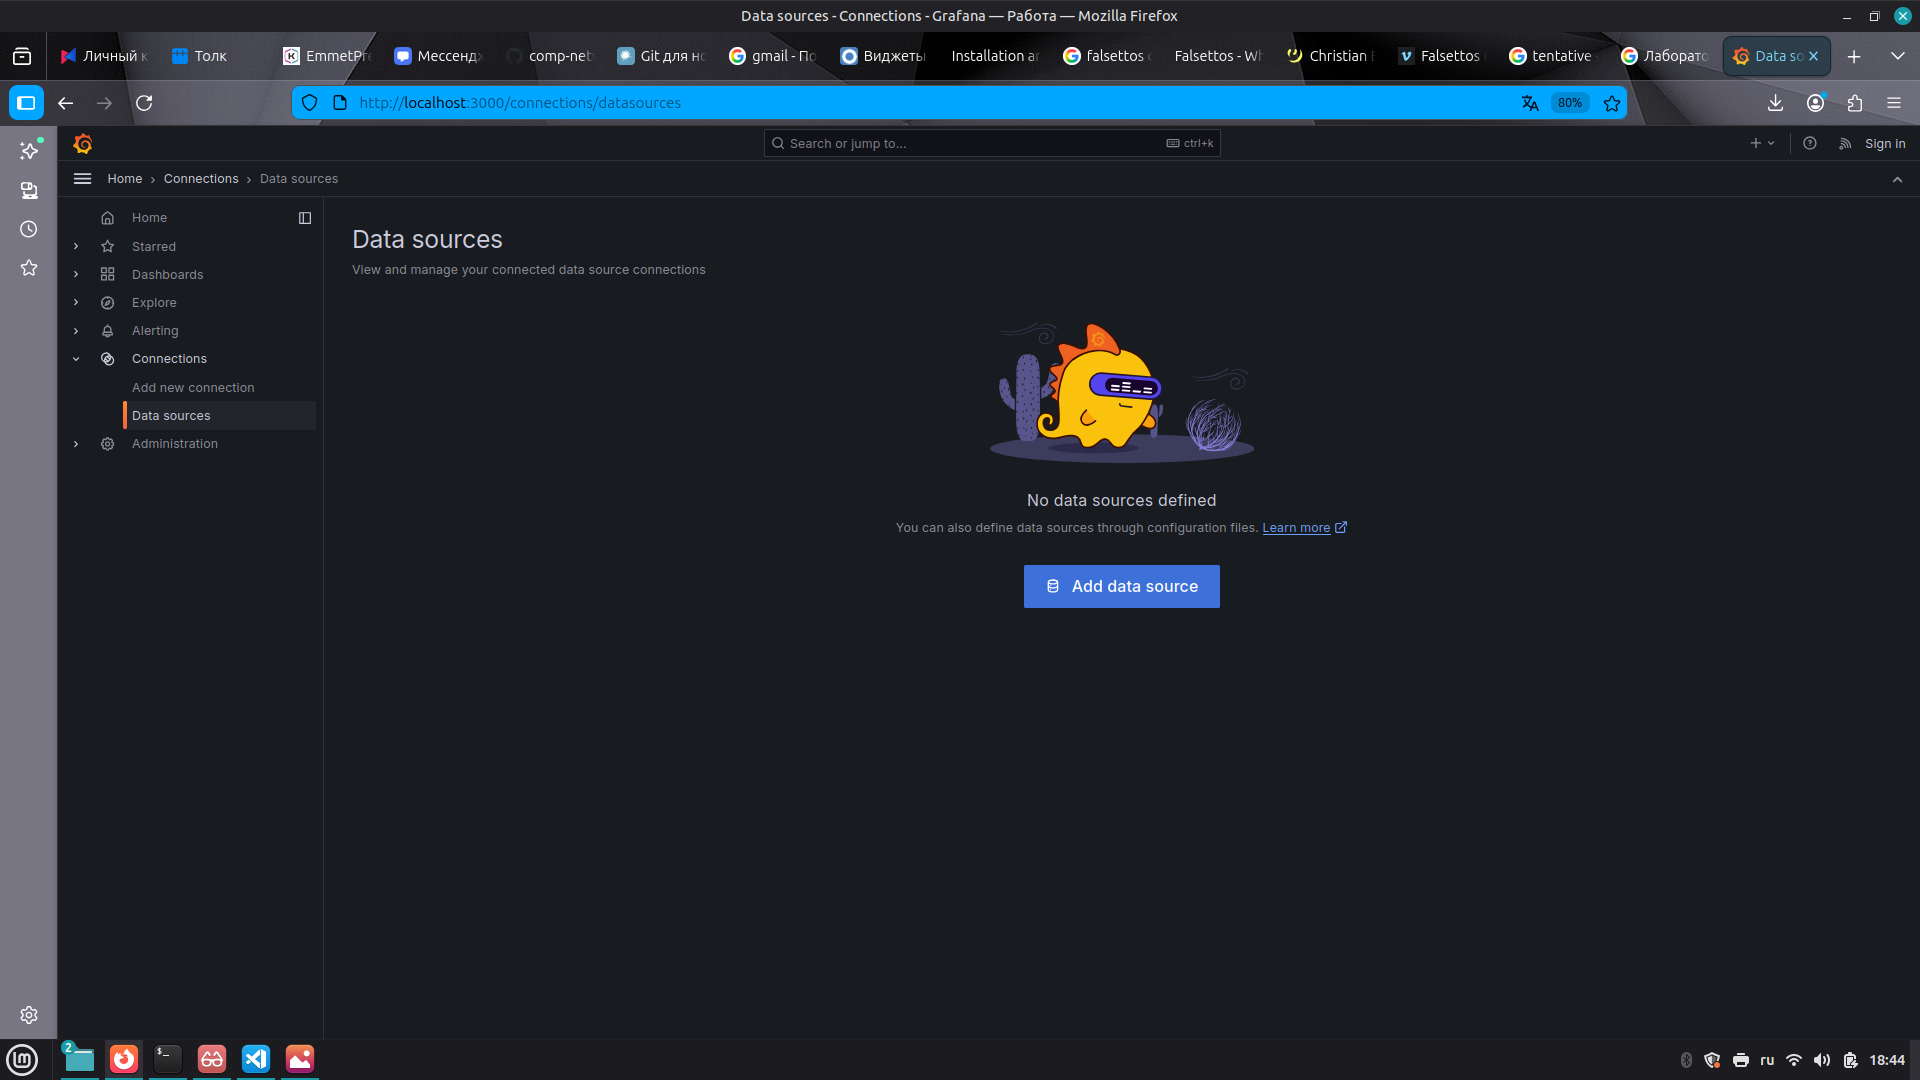 Data sources - Connections - Grafana — Работа — Mozilla Firefox
Личный к
Толк
EmmetPre
Мессендж
comp-net
Git для но
gmail - По
Виджеты
Installation an
falsettos
Falsettos - Wh
Christian
Falsettos
tentative
Лаборато
Data so
http://localhost:3000/connections/datasources
80%
Search or jump to...
ctrl+k
Sign in
Home › Connections › Data sources
Home
Starred
Dashboards
Explore
Alerting
Connections
Add new connection
Data sources
Administration
Data sources
View and manage your connected data source connections
No data sources defined
You can also define data sources through configuration files. Learn more
Add data source
2
$_
ru
18:44